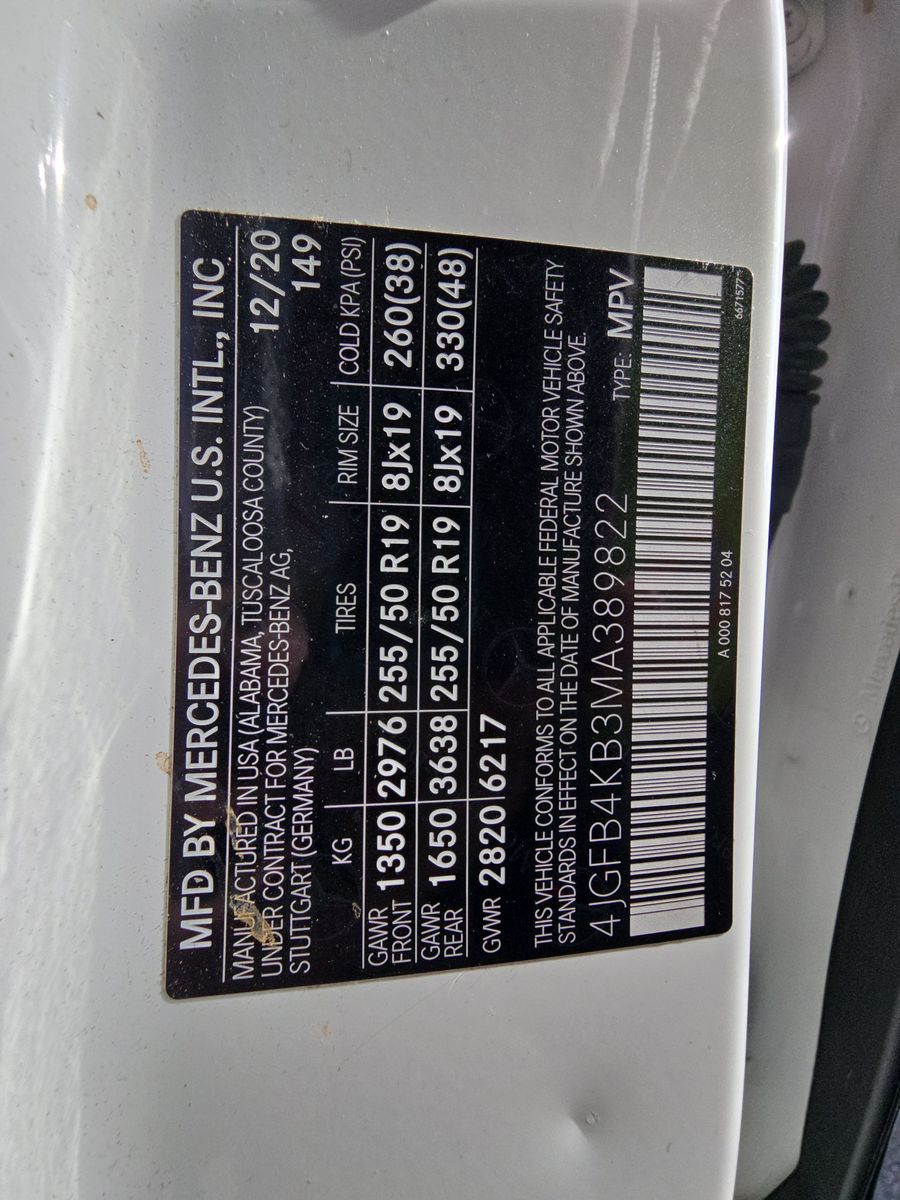 MFD BY MERCEDES-BENZ U.S. INTL., INC
MANUFACTURED IN USA (ALABAMA, TUSCALOOSA COUNTY) 12/20
UNDER CONTRACT FOR MERCEDES-BENZ AG,
STUTTGART (GERMANY) 149
KG LB TIRES RIM SIZE COLD KPA (PSI)
GAWR FRONT 1350 2976 255/50 R19 8Jx19 260(38)
GAWR REAR 1650 3638 255/50 R19 8Jx19 330(48)
GWR 2820 6217
THIS VEHICLE CONFORMS TO ALL APPLICABLE FEDERAL MOTOR VEHICLE SAFETY
STANDARDS IN EFFECT ON THE DATE OF MANUFACTURE SHOWN ABOVE.
4JGFB4KB3MA389822 TYPE: MPV
A 000 817 52 04